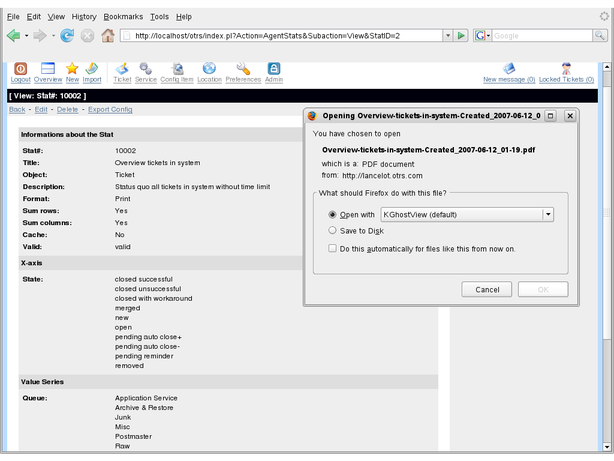 File Edit View History Bookmarks Tools Help
http://localhost/otrs/index.pl?Action=AgentStats&Subaction=View&StatID=2
Google
Logout Overview New Import Ticket Service Config Item Location Preferences Admin New message (0) Locked Tickets (0)
[ View: Stat#: 10002 ]
Back - Edit - Delete - Export Config
Informations about the Stat
Stat#: 10002
Title: Overview tickets in system
Object: Ticket
Description: Status quo all tickets in system without time limit
Format: Print
Sum rows: Yes
Sum columns: Yes
Cache: No
Valid: valid
X-axis
State: closed successful
closed unsuccessful
closed with workaround
merged
new
open
pending auto close+
pending auto close-
pending reminder
removed
Value Series
Queue: Application Service
Archive & Restore
Junk
Misc
Postmaster
Raw
Opening Overview-tickets-in-system-Created_2007-06-12_0
You have chosen to open
Overview-tickets-in-system-Created_2007-06-12_01-19.pdf
which is a: PDF document
from: http://lancelot.otrs.com
What should Firefox do with this file?
Open with KGhostView (default)
Save to Disk
Do this automatically for files like this from now on.
Cancel OK